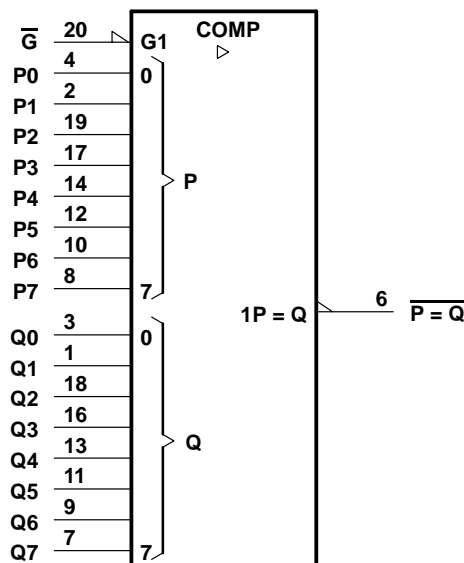 G 20 G1 COMP
P0 4 0
P1 2
P2 19
P3 17
P4 14 P
P5 12
P6 10
P7 8 7
1P = Q 6 P = Q
Q0 3 0
Q1 1
Q2 18
Q3 16
Q4 13 Q
Q5 11
Q6 9
Q7 7 7